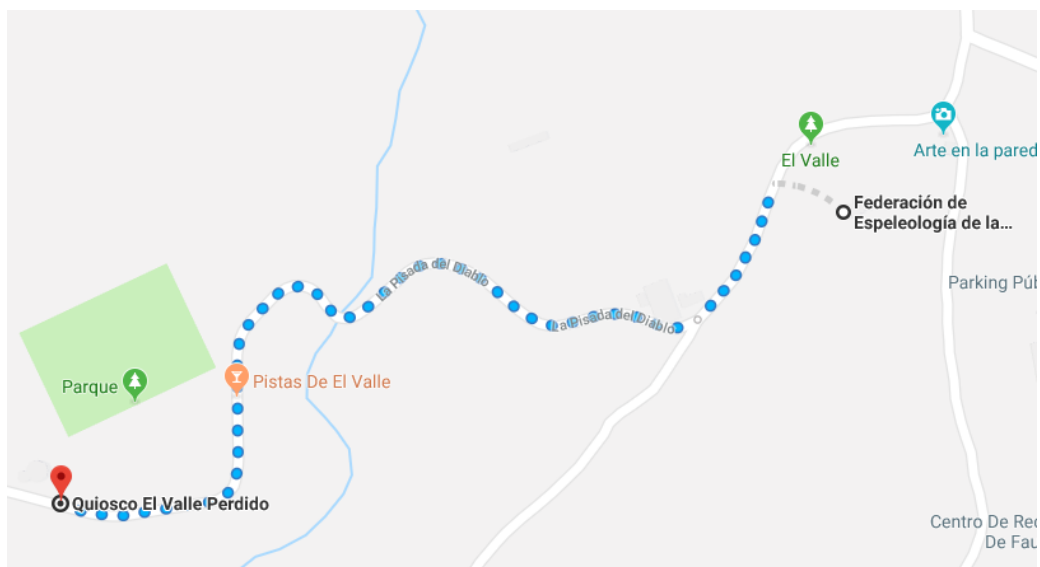 El Valle
Arte en la pared
Federación de
Espeleología de la...
La Pisada del Diablo
Parking Púb
La Pisada del Diablo
Parque
Pistas De El Valle
Quiosco El Valle Perdido
Centro De Rec
De Fau